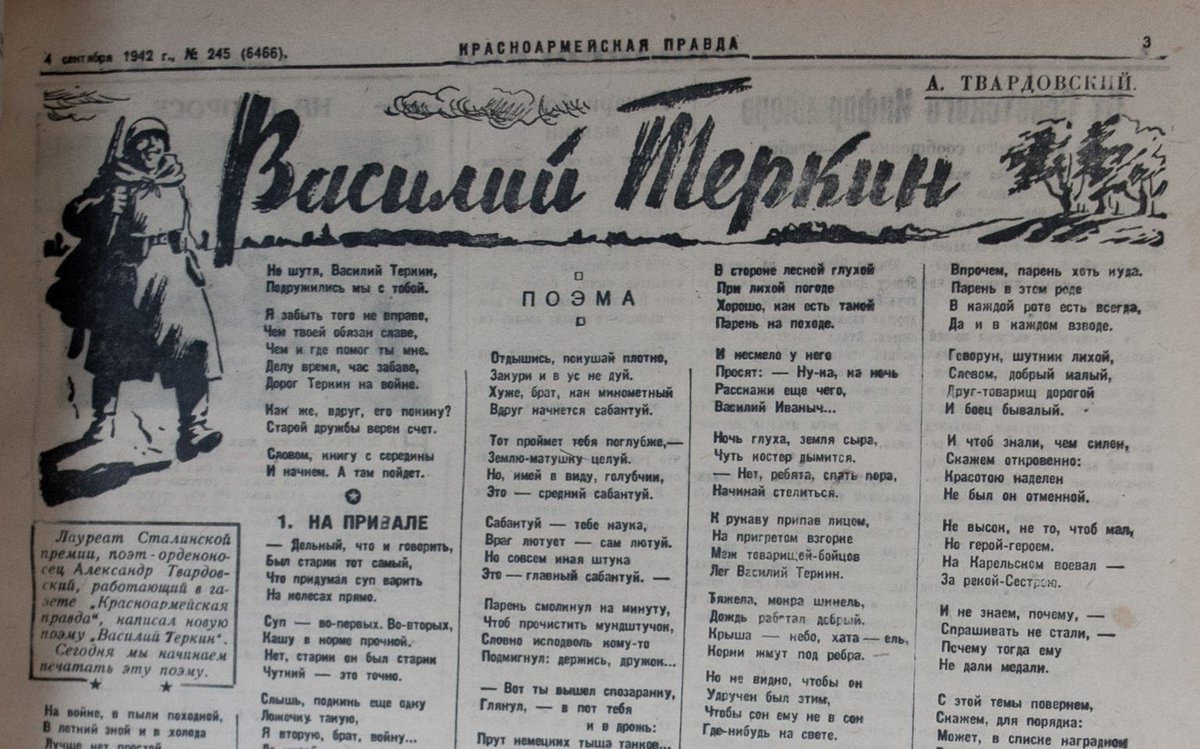 4 сентября 1942 г., № 245 (6466).
КРАСНОАРМЕЙСКАЯ ПРАВДА
3
А. ТВАРДОВСКИЙ.
Василий Теркин
Лауреат Сталинской
премии, поэт-орденоно-
сец Александр Твардов-
ский, работающий в га-
зете „Красноармейская
правда“, написал новую
поэму „Василий Теркин“.
Сегодня мы начинаем
печатать эту поэму.
На войне, в пыли походной,
В летний зной и в холода
Лучше нет простой
Не шутя, Василий Теркин,
Подружились мы с тобой.
Я забыть того не вправе,
Чем твоей обязан славе,
Чем и где помог ты мне.
Делу время, час забаве,
Дорог Теркин на войне.
Как же, вдруг, его покину?
Старой дружбы верен счет.
Словом, книгу с середины
И начнем. А там пойдет.
1. НА ПРИВАЛЕ
— Дельный, что и говорить,
Был старик тот самый,
Что придумал суп варить
На колесах прямо.
Суп — во-первых. Во-вторых,
Кашу в норме прочной.
Нет, старик он был старик
Чуткий — это точно.
Слышь, подкинь еще одну
Ложечку такую,
Я вторую, брат, войну...
ПОЭМА
Отдышись, покушай плотно,
Закури и в ус не дуй.
Хуже, брат, как минометный
Вдруг начнется сабантуй.
Тот проймет тебя поглубже,—
Землю-матушку целуй.
Но, имей в виду, голубчик,
Это — средний сабантуй.
Сабантуй — тебе наука,
Враг лютует — сам лютуй.
Но совсем иная штука
Это — главный сабантуй. —
Парень смолкнул на минуту,
Чтоб прочистить мундштучок,
Словно исподволь кому-то
Подмигнул: держись, дружок...
— Вот ты вышел спозаранку,
Глянул, — в пот тебя
и в дрожь:
Прут немецких тыща танков...
В стороне лесной глухой
При лихой погоде
Хорошо, как есть такой
Парень на походе.
И несмело у него
Просят: — Ну-ка, на ночь
Расскажи еще чего,
Василий Иваныч...
Ночь глуха, земля сыра,
Чуть костер дымится.
— Нет, ребята, спать пора,
Начинай стелиться.
К рукаву припав лицом,
На пригретом взгорке
Меж товарищей-бойцов
Лег Василий Теркин.
Тяжела, мокра шинель,
Дождь работал добрый.
Крыша — небо, хата — ель,
Корни жмут под ребра.
Но не видно, чтобы он
Удручен был этим,
Чтобы сон ему не в сон
Где-нибудь на свете.
Впрочем, парень хоть куда.
Парень в этом роде
В каждой роте есть всегда,
Да и в каждом взводе.
Говорун, шутник лихой,
Словом, добрый малый,
Друг-товарищ дорогой
И боец бывалый.
И чтоб знали, чем силен,
Скажем откровенно:
Красотою наделен
Не был он отменной.
Не высок, не то, чтоб мал,
Но герой-героем.
На Карельском воевал —
За рекой-Сестрою.
И не знаем, почему, —
Спрашивать не стали, —
Почему тогда ему
Не дали медали.
С этой темы повернем,
Скажем, для порядка:
Может, в списке наградном